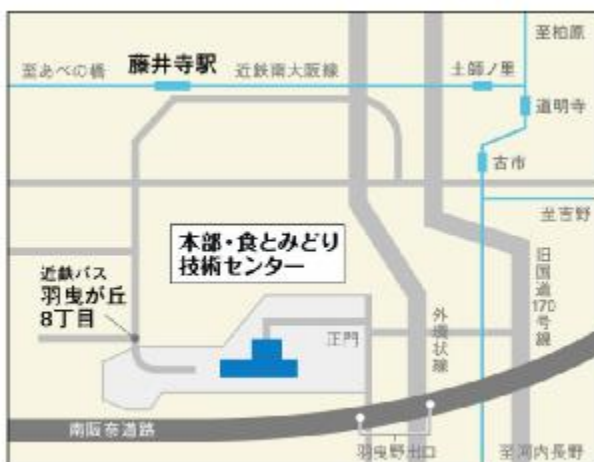 至柏原
至あべの橋
藤井寺駅
近鉄南大阪線
土師ノ里
道明寺
古市
至吉野
本部・食とみどり
技術センター
近鉄バス
羽曳が丘
8丁目
正門
外環状線
旧国道170号線
南阪奈道路
羽曳野出口
至河内長野